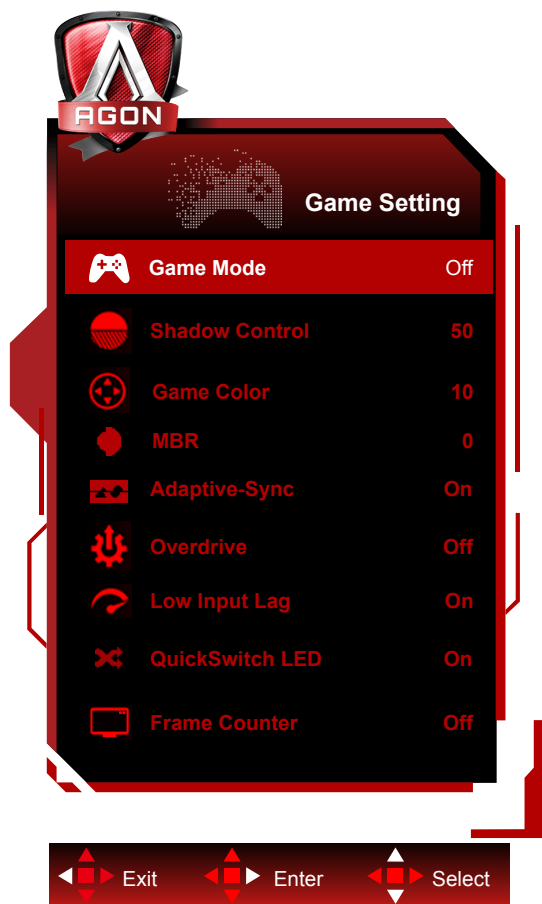 AGON
Game Setting
Game Mode Off
Shadow Control 50
Game Color 10
MBR 0
Adaptive-Sync On
Overdrive Off
Low Input Lag On
QuickSwitch LED On
Frame Counter Off
Exit Enter Select